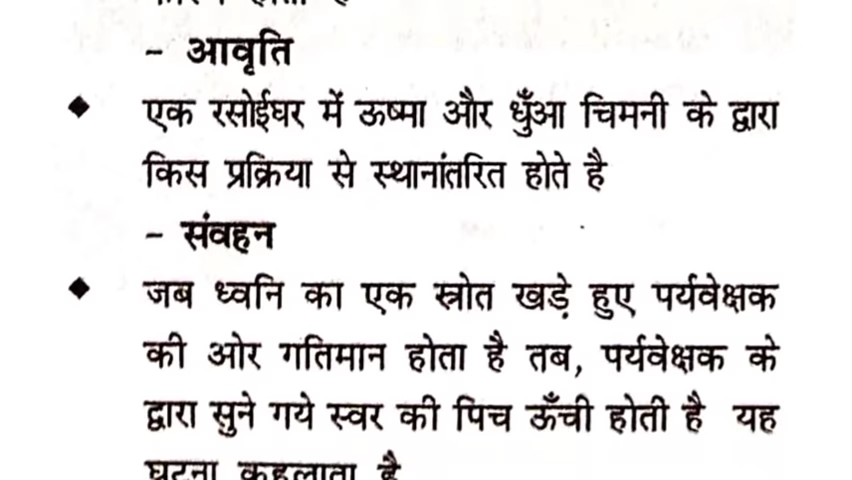 - आवृति
◆ एक रसोईघर में ऊष्मा और धुँआ चिमनी के द्वारा
किस प्रक्रिया से स्थानांतरित होते है
- संवहन
◆ जब ध्वनि का एक स्त्रोत खड़े हुए पर्यवेक्षक
की ओर गतिमान होता है तब, पर्यवेक्षक के
द्वारा सुने गये स्वर की पिच ऊँची होती है यह
घटना कहलाता है